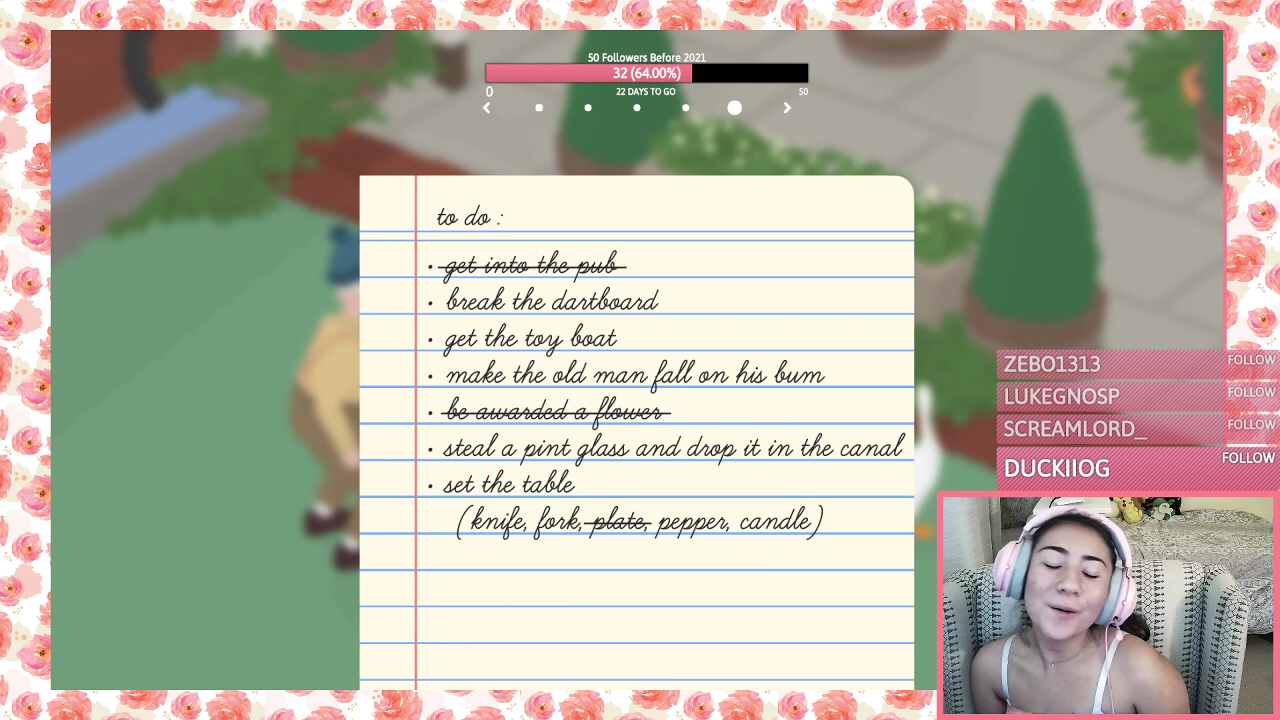 50 Followers Before 2021
32 (64.00%)
0 22 DAYS TO GO 50
to do :
• get into the pub
• break the dartboard
• get the toy boat
• make the old man fall on his bum
• be awarded a flower
• steal a pint glass and drop it in the canal
• set the table
(knife, fork, plate, pepper, candle)
ZEBO1313 FOLLOW
LUKEGNOSP FOLLOW
SCREAMLORD_ FOLLOW
DUCKIIOG FOLLOW